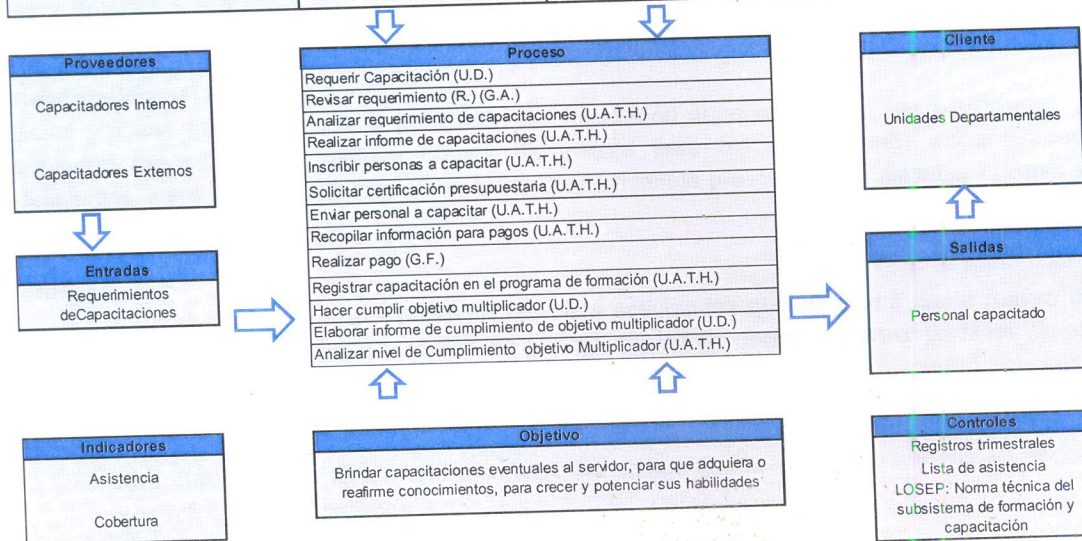 Proveedores
Capacitadores Internos
Capacitadores Externos
Entradas
Requerimientos
deCapacitaciones
Proceso
Requerir Capacitación (U.D.)
Revisar requerimiento (R.) (G.A.)
Analizar requerimiento de capacitaciones (U.A.T.H.)
Realizar informe de capacitaciones (U.A.T.H.)
Inscribir personas a capacitar (U.A.T.H.)
Solicitar certificación presupuestaria (U.A.T.H.)
Enviar personal a capacitar (U.A.T.H.)
Recopilar información para pagos (U.A.T.H.)
Realizar pago (G.F.)
Registrar capacitación en el programa de formación (U.A.T.H.)
Hacer cumplir objetivo multiplicador (U.D.)
Elaborar informe de cumplimiento de objetivo multiplicador (U.D.)
Analizar nivel de Cumplimiento objetivo Multiplicador (U.A.T.H.)
Cliente
Unidades Departamentales
Salidas
Personal capacitado
Indicadores
Asistencia
Cobertura
Objetivo
Brindar capacitaciones eventuales al servidor, para que adquiera o
reafirme conocimientos, para crecer y potenciar sus habilidades
Controles
Registros trimestrales
Lista de asistencia
LOSEP: Norma técnica del
subsistema de formación y
capacitación